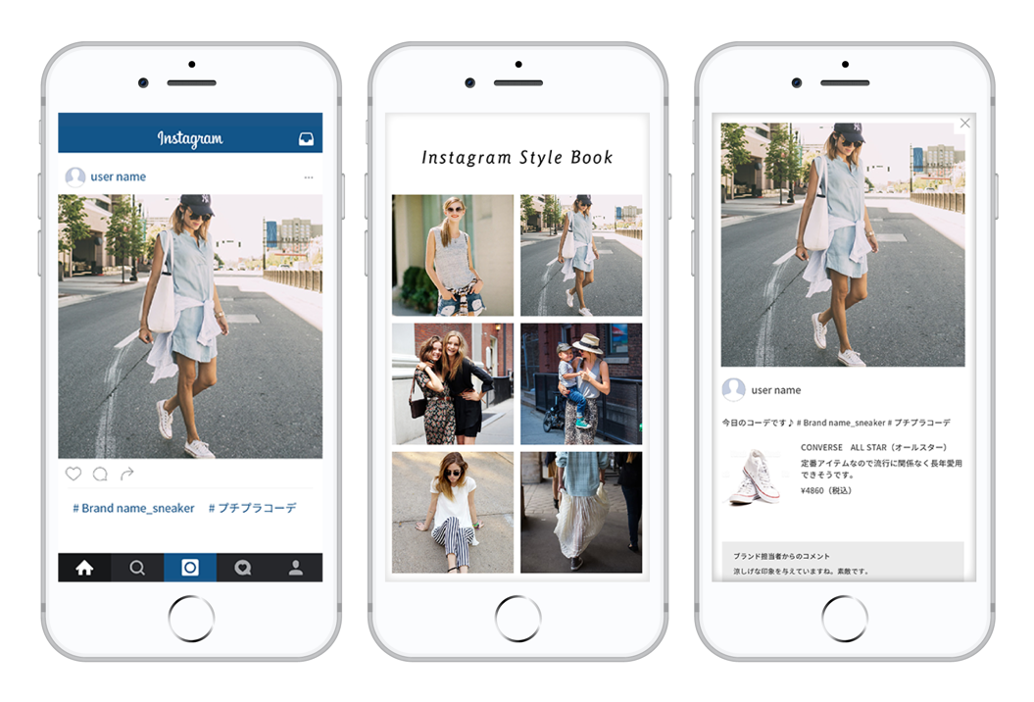 Instagram
user name
# Brand name_sneaker # プチプラコーデ
Instagram Style Book
user name
今日のコーデです♪ # Brand name_sneaker # プチプラコーデ
CONVERSE ALL STAR（オールスター）
定番アイテムなので流行に関係なく長年愛用
できそうです。
¥4860（税込）
ブランド担当者からのコメント
涼しげな印象を与えていますね。素敵です。